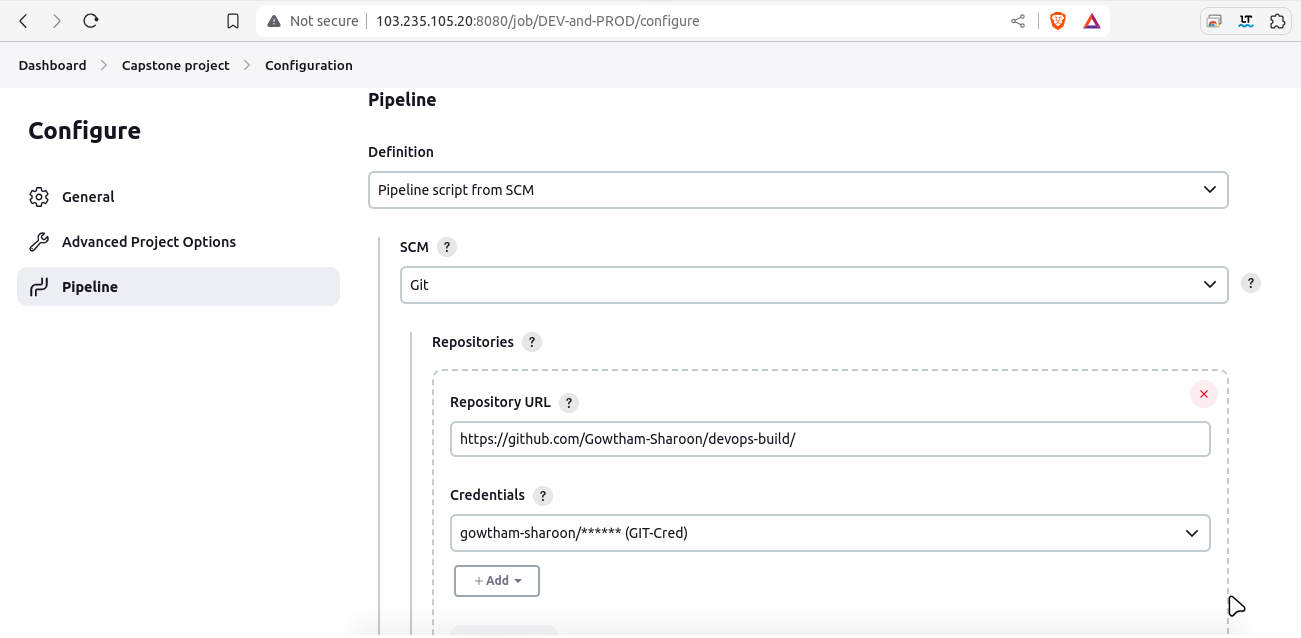 Not secure 103.235.105.20:8080/job/DEV-and-PROD/configure
LT
Dashboard Capstone project Configuration
Configure
General
Advanced Project Options
Pipeline
Pipeline
Definition
Pipeline script from SCM
SCM ?
Git
?
Repositories ?
Repository URL ?
https://github.com/Gowtham-Sharoon/devops-build/
Credentials ?
gowtham-sharoon/****** (GIT-Cred)
+ Add